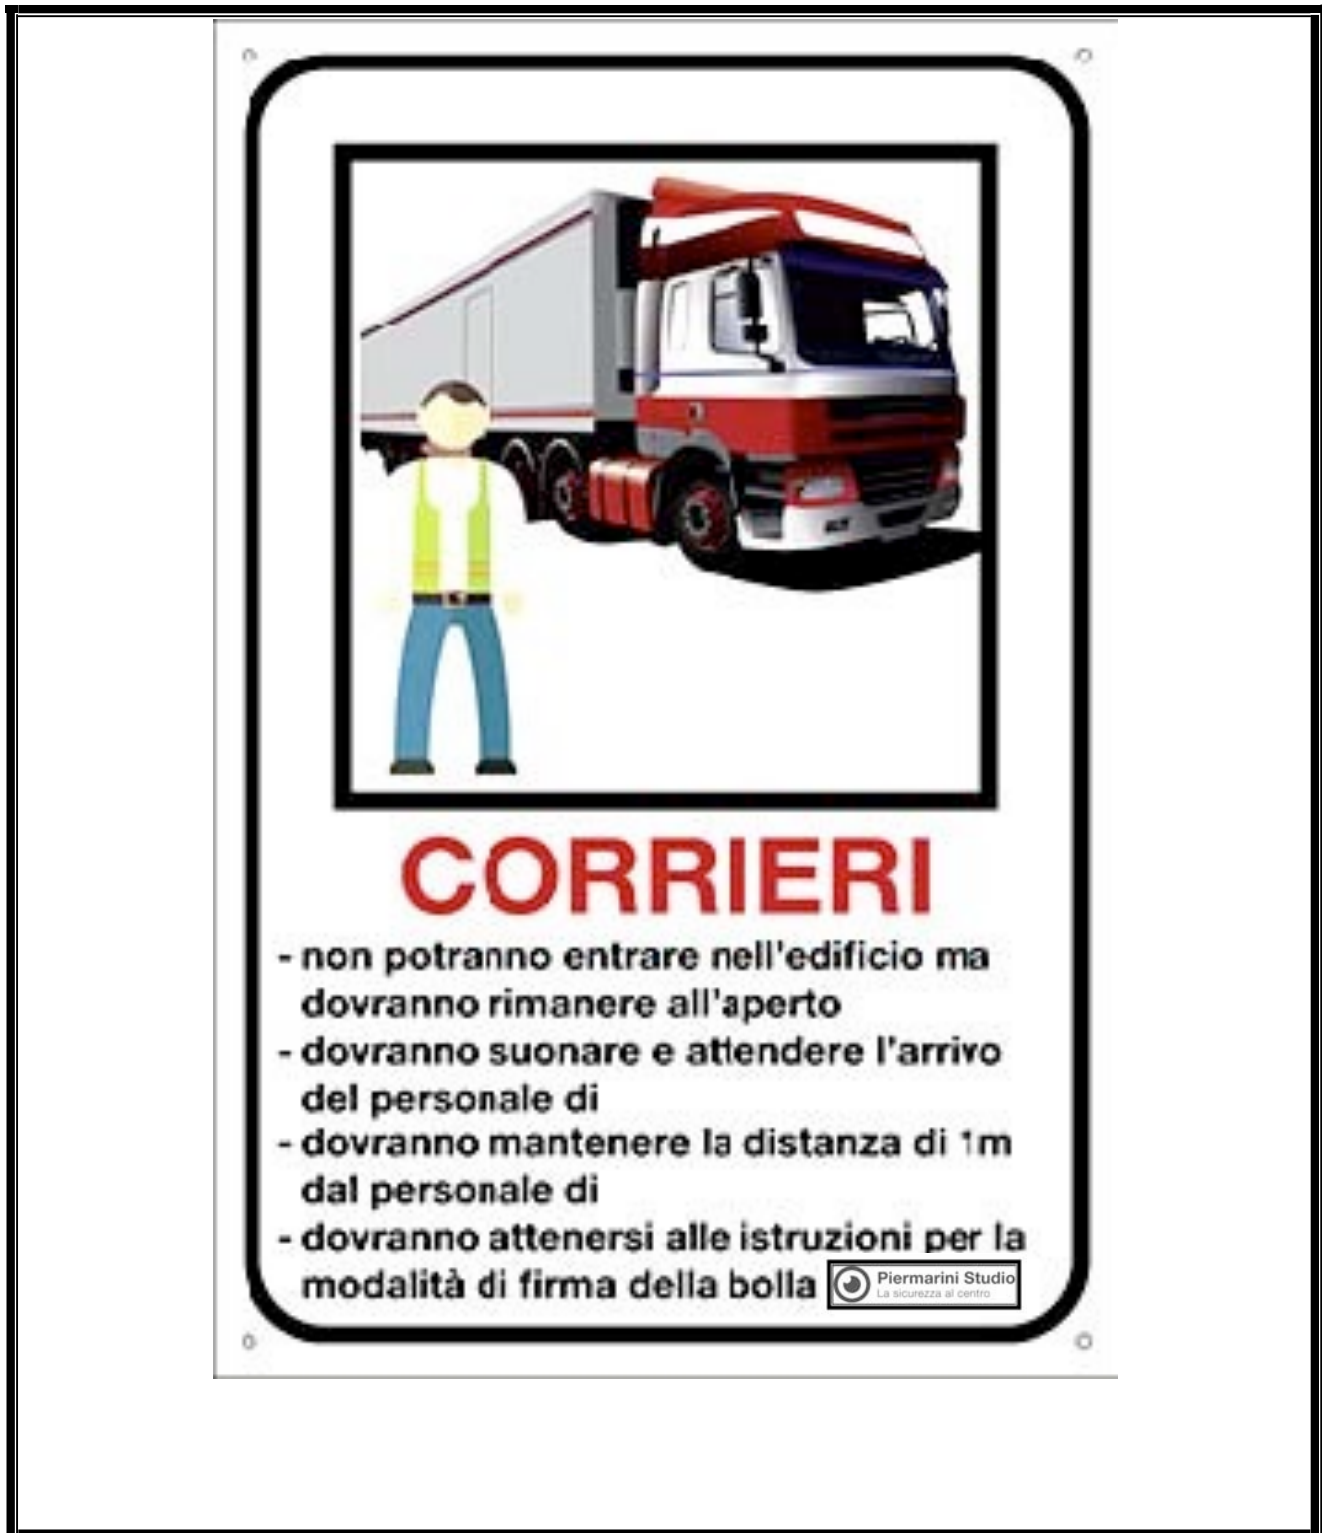 CORRIERI
- non potranno entrare nell'edificio ma
dovranno rimanere all'aperto
- dovranno suonare e attendere l'arrivo
del personale di
- dovranno mantenere la distanza di 1m
dal personale di
- dovranno attenersi alle istruzioni per la
modalità di firma della bolla
Piermarini Studio
La sicurezza al centro